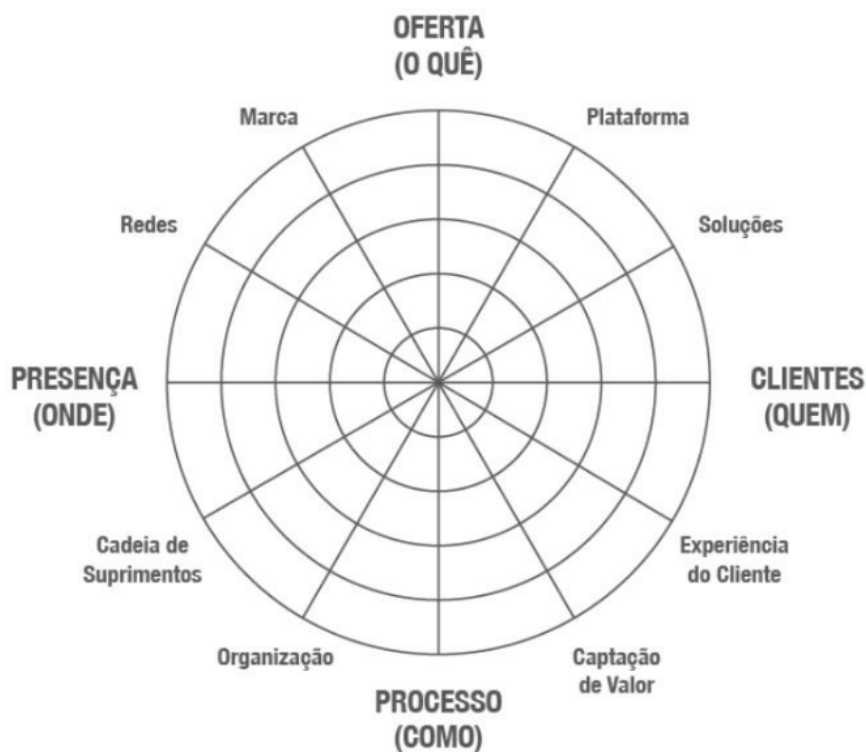 OFERTA
(O QUÊ)
Marca
Plataforma
Redes
Soluções
PRESENÇA
(ONDE)
CLIENTES
(QUEM)
Cadeia de
Suprimentos
Experiência
do Cliente
Organização
Captação
de Valor
PROCESSO
(COMO)